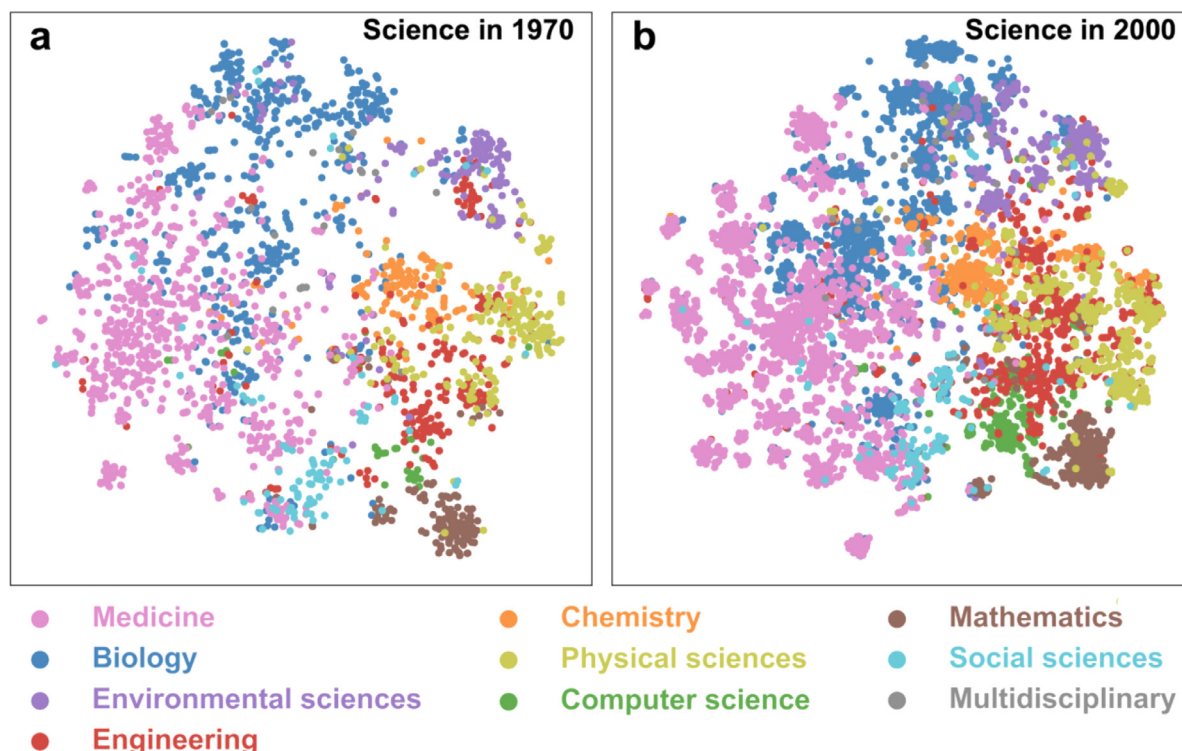 a
Science in 1970
b
Science in 2000
Medicine
Chemistry
Mathematics
Biology
Physical sciences
Social sciences
Environmental sciences
Computer science
Multidisciplinary
Engineering